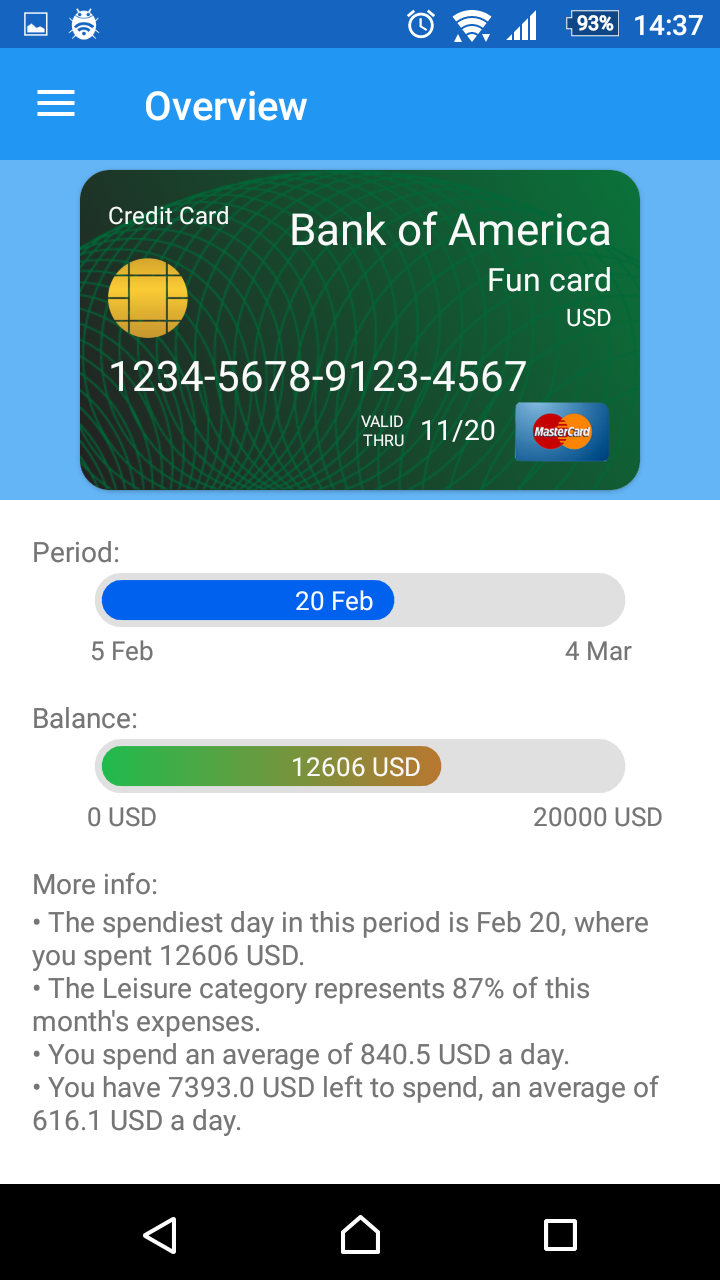 93% 14:37
Overview
Credit Card
Bank of America
Fun card
USD
1234-5678-9123-4567
VALID
THRU
11/20
MasterCard
Period:
20 Feb
5 Feb 4 Mar
Balance:
12606 USD
0 USD 20000 USD
More info:
• The spendiest day in this period is Feb 20, where
you spent 12606 USD.
• The Leisure category represents 87% of this
month's expenses.
• You spend an average of 840.5 USD a day.
• You have 7393.0 USD left to spend, an average of
616.1 USD a day.